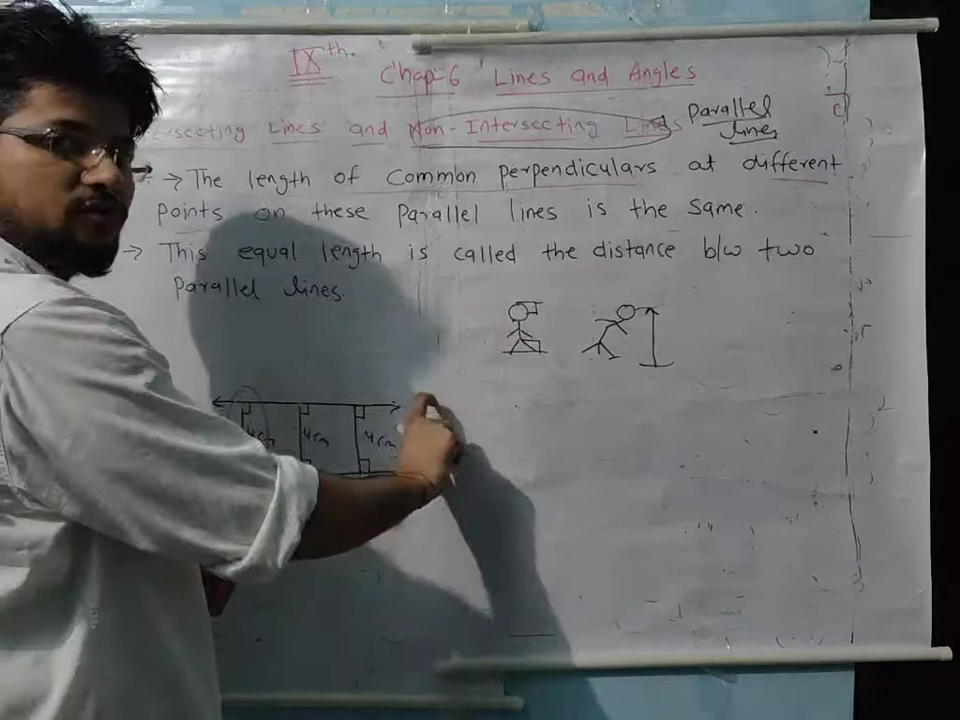 IXth.
Chap-6 Lines and Angles
ersecting Lines and Non-Intersecting Lines Parallel
lines
→ The length of common perpendiculars at different
points on these Parallel lines is the same.
→ This equal length is called the distance b/w two
Parallel lines.
4cm 4cm 4cm